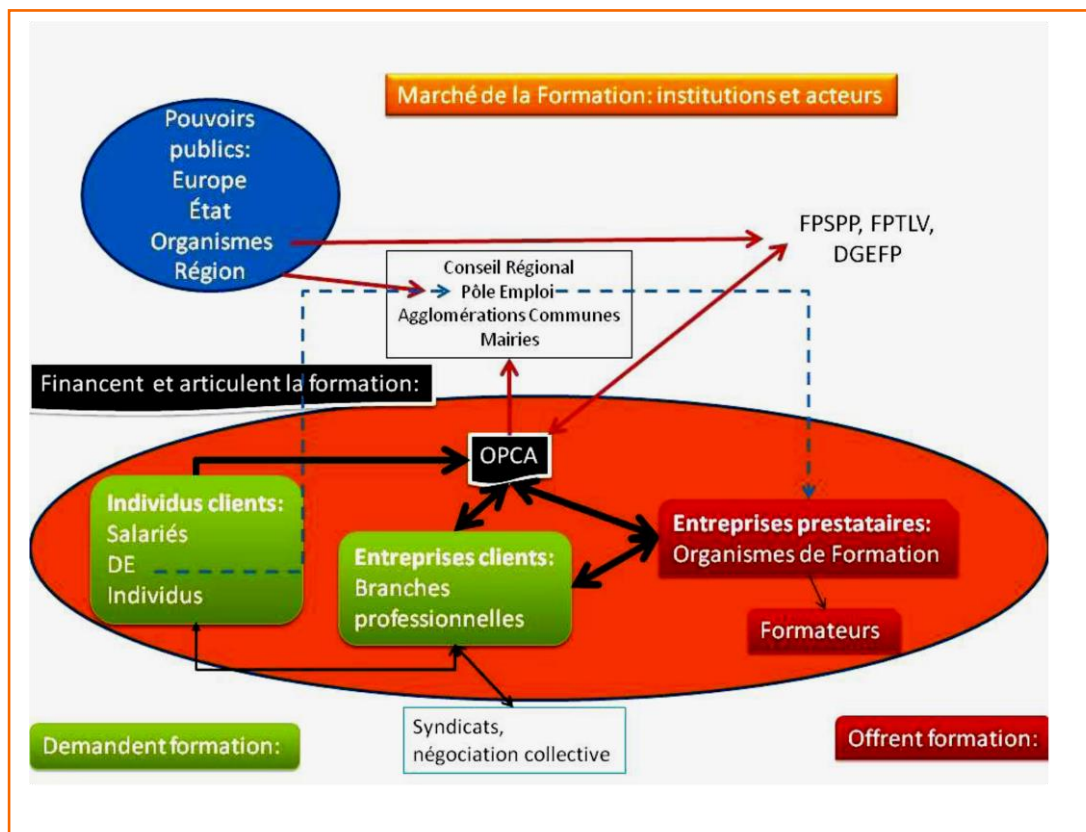 Marché de la Formation: institutions et acteurs
Pouvoirs
publics:
Europe
État
Organismes
Région
FPSPP, FPTLV,
DGEFP
Conseil Régional
Pôle Emploi
Agglomérations Communes
Mairies
Financent et articulent la formation:
OPCA
Individus clients:
Salariés
DE
Individus
Entreprises clients:
Branches
professionnelles
Entreprises prestataires:
Organismes de Formation
Formateurs
Demandent formation:
Syndicats,
négociation collective
Offrent formation: